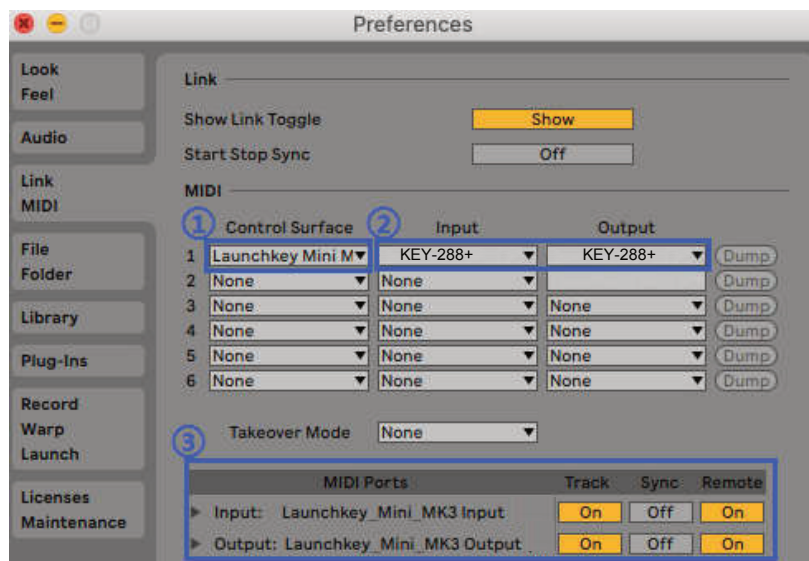 Preferences
Look
Feel
Audio
Link
MIDI
File
Folder
Library
Plug-Ins
Record
Warp
Launch
Licenses
Maintenance
Link
Show Link Toggle Show
Start Stop Sync Off
MIDI
① Control Surface ② Input Output
1 Launchkey Mini M KEY-288+ KEY-288+ Dump
2 None None Dump
3 None None None Dump
4 None None None Dump
5 None None None Dump
6 None None None Dump
Takeover Mode None
③
MIDI Ports Track Sync Remote
Input: Launchkey_Mini_MK3 Input On Off On
Output: Launchkey_Mini_MK3 Output On Off On